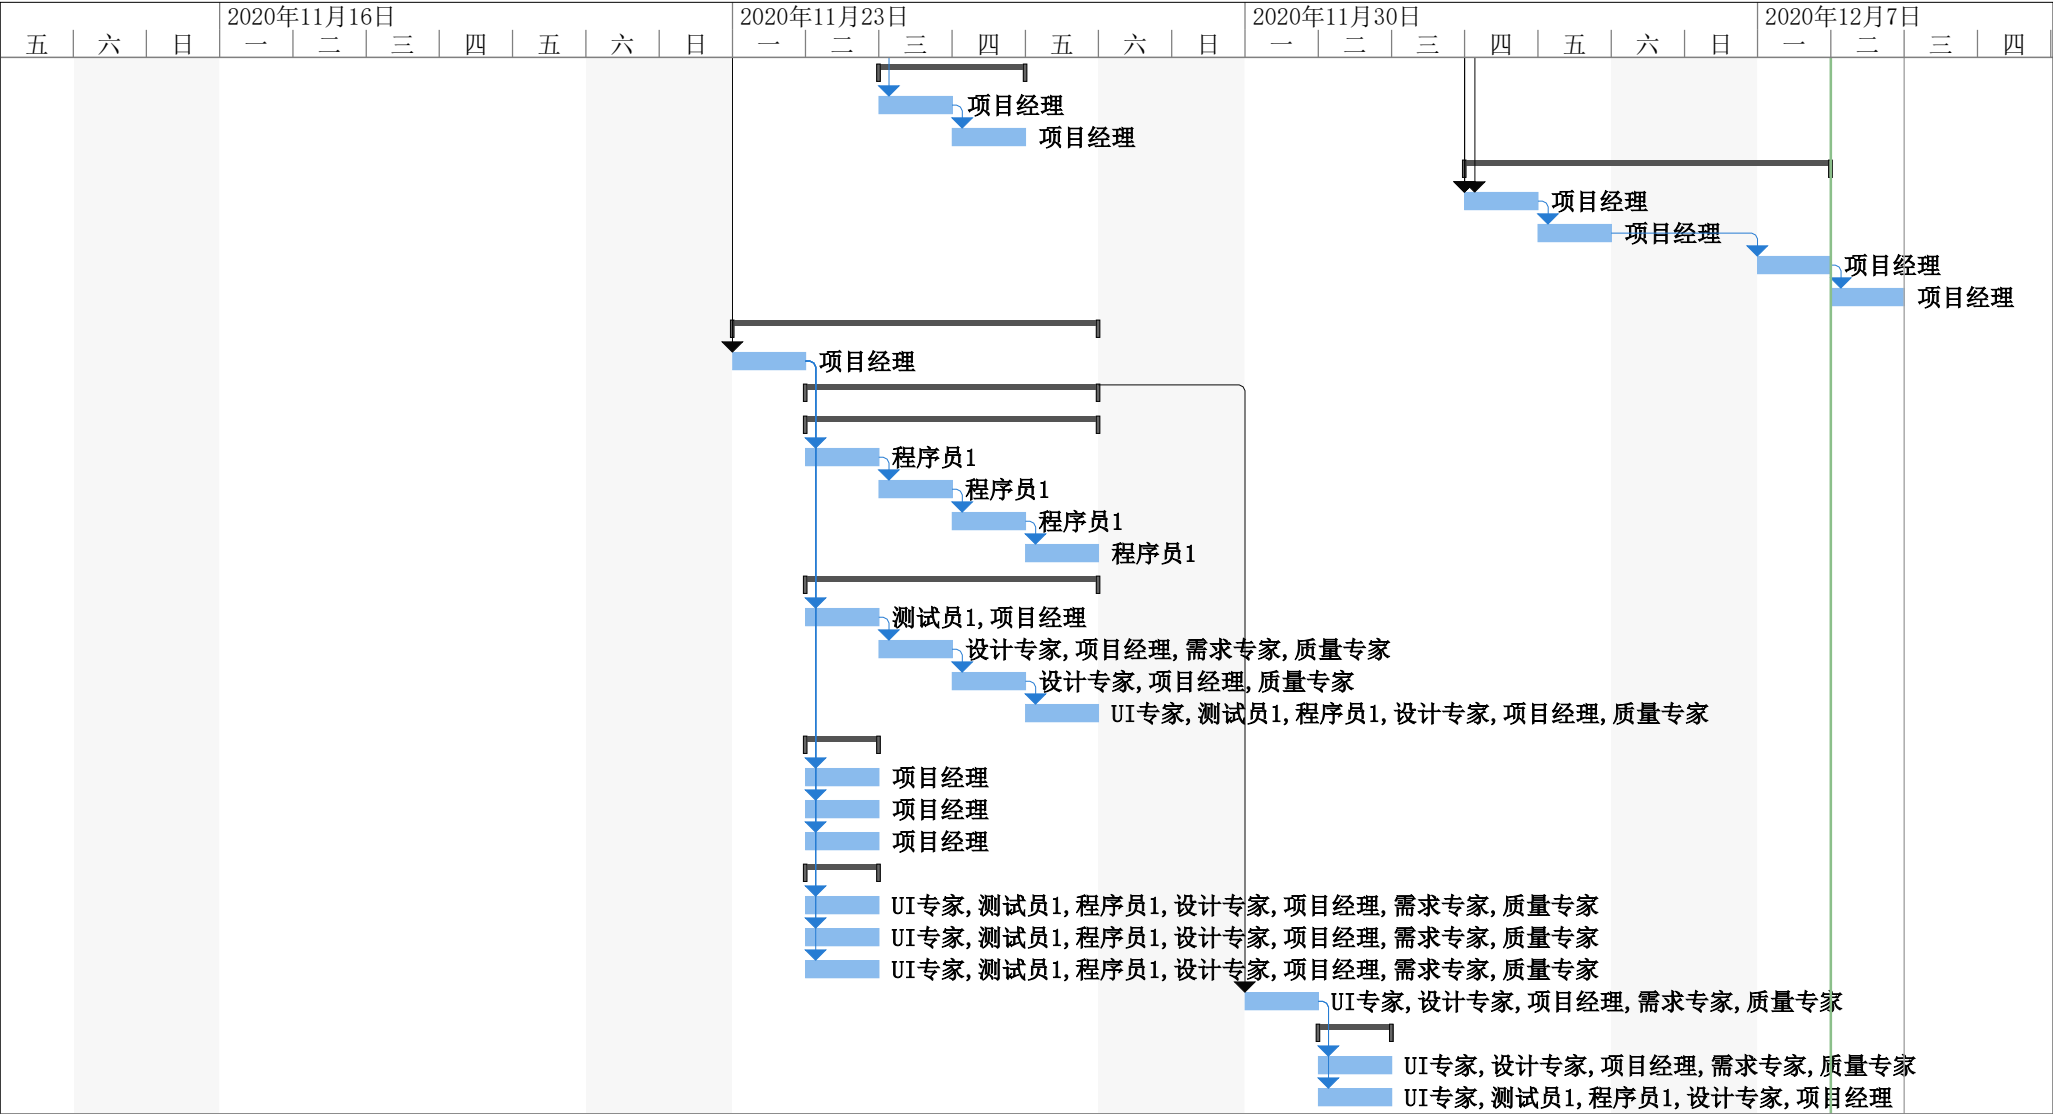 2020年11月16日 2020年11月23日 2020年11月30日 2020年12月7日
五 六 日 一 二 三 四 五 六 日 一 二 三 四 五 六 日 一 二 三 四 五 六 日 一 二 三 四
项目经理
项目经理
项目经理
项目经理
项目经理
项目经理
项目经理
程序员1
程序员1
程序员1
程序员1
测试员1,项目经理
设计专家,项目经理,需求专家,质量专家
设计专家,项目经理,质量专家
UI专家,测试员1,程序员1,设计专家,项目经理,质量专家
项目经理
项目经理
项目经理
UI专家,测试员1,程序员1,设计专家,项目经理,需求专家,质量专家
UI专家,测试员1,程序员1,设计专家,项目经理,需求专家,质量专家
UI专家,测试员1,程序员1,设计专家,项目经理,需求专家,质量专家
UI专家,设计专家,项目经理,需求专家,质量专家
UI专家,设计专家,项目经理,需求专家,质量专家
UI专家,测试员1,程序员1,设计专家,项目经理